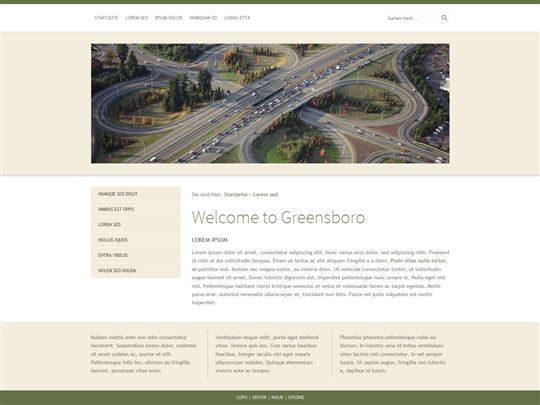 STARTSEITE LOREM SED IPSUM DOLOR NUMQUAM ED LOREAS ETTA
Suchen nach ...
NUMQUE SED DOLIT
NIMBUS EST OPPO
LOREM SED
NULLUS IQUOS
EXTRA VIBILUS
NOLEM SED DOLEM
Sie sind hier: Startseite » Lorem sed
Welcome to Greensboro
LOREM IPSUM
Lorem ipsum dolor sit amet, consectetur adipiscing elit. Nunc varius eros dolor, sed adipiscing nibh. Praesent
at nibh ut dui sollicitudin tempus. Etiam ut lectus ac elit aliquam fringilla a a diam. Proin vitae nulla tortor,
at porttitor nisl. Nullam nec magna tortor, eu viverra diam. Ut vehicula consectetur tortor, ut sollicitudin
augue laoreet sit amet. Donec lobortis dignissim est, imperdiet pellentesque nunc ornare et. In eget nisl
nisl. Pellentesque habitant morbi tristique senectus et netus et malesuada fames ac turpis egestas. Morbi
purus erat, euismod venenatis ullamcorper at, tincidunt non felis. Fusce vel justo vulputate est mollis
imperdiet.
Nullam mattis ante non odio consectetur
hendrerit. Suspendisse lorem dolor, molestie
sit amet sodales ac, auctor et elit.
Pellentesque felis leo, ultrices eu fringilla
laoreet, accumsan vitae enim
Vestibulum neque velit, porta eget eleifend
vitae, viverra quis leo. Cras varius faucibus
faucibus. Integer iaculis nisl eget mauris
ullamcorper sodales. Quisque elementum
viverra ante ac tempor.
Phasellus pharetra pellentesque nulla eu
dictum. In lobortis urna id tellus vestibulum
vitae lacinia nisl consectetur. In vel semper
turpis. Ut sapien augue, fringilla non lobortis
a, dapibus id turpis.
LOPO | ONTOK | HULIK | EPSOND